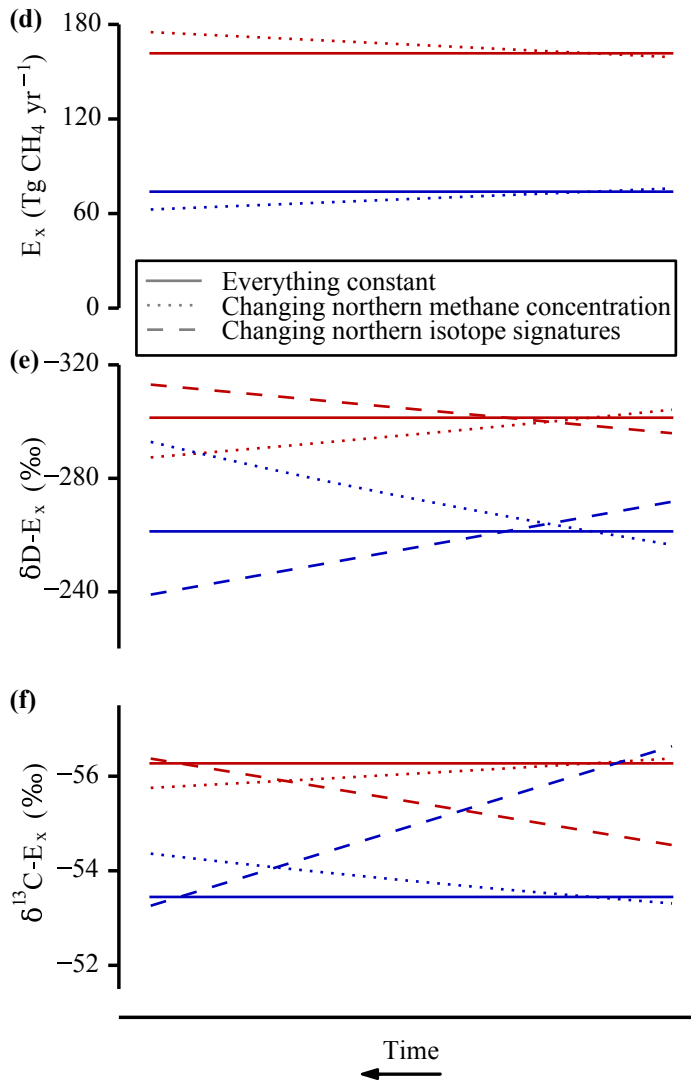 (d)
180
120
60
0
Eₓ (Tg CH₄ yr⁻¹)
Everything constant
Changing northern methane concentration
Changing northern isotope signatures
(e)
−320
−280
−240
δD-Eₓ (‰)
(f)
−56
−54
−52
δ¹³C-Eₓ (‰)
Time